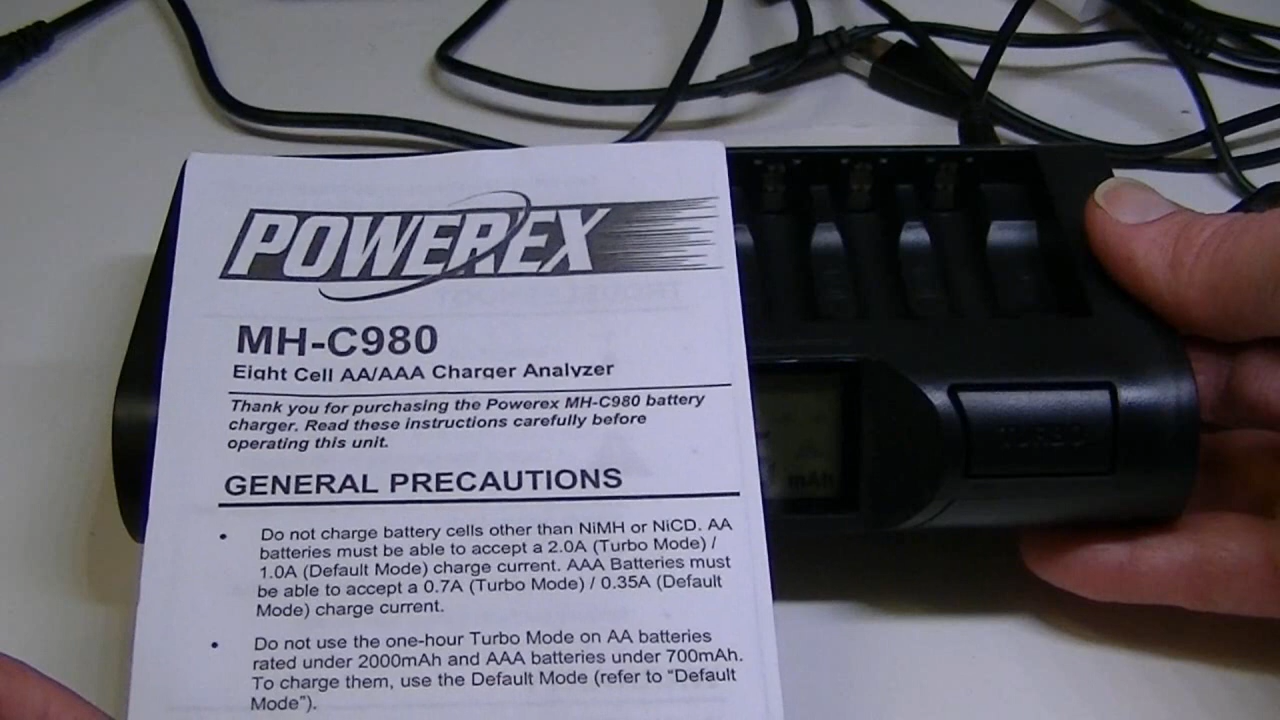 POWEREX
MH-C980
Eight Cell AA/AAA Charger Analyzer
Thank you for purchasing the Powerex MH-C980 battery
charger. Read these instructions carefully before
operating this unit.
GENERAL PRECAUTIONS
• Do not charge battery cells other than NiMH or NiCD. AA
batteries must be able to accept a 2.0A (Turbo Mode) /
1.0A (Default Mode) charge current. AAA Batteries must
be able to accept a 0.7A (Turbo Mode) / 0.35A (Default
Mode) charge current.
• Do not use the one-hour Turbo Mode on AA batteries
rated under 2000mAh and AAA batteries under 700mAh.
To charge them, use the Default Mode (refer to “Default
Mode”).
TURBO
mAh